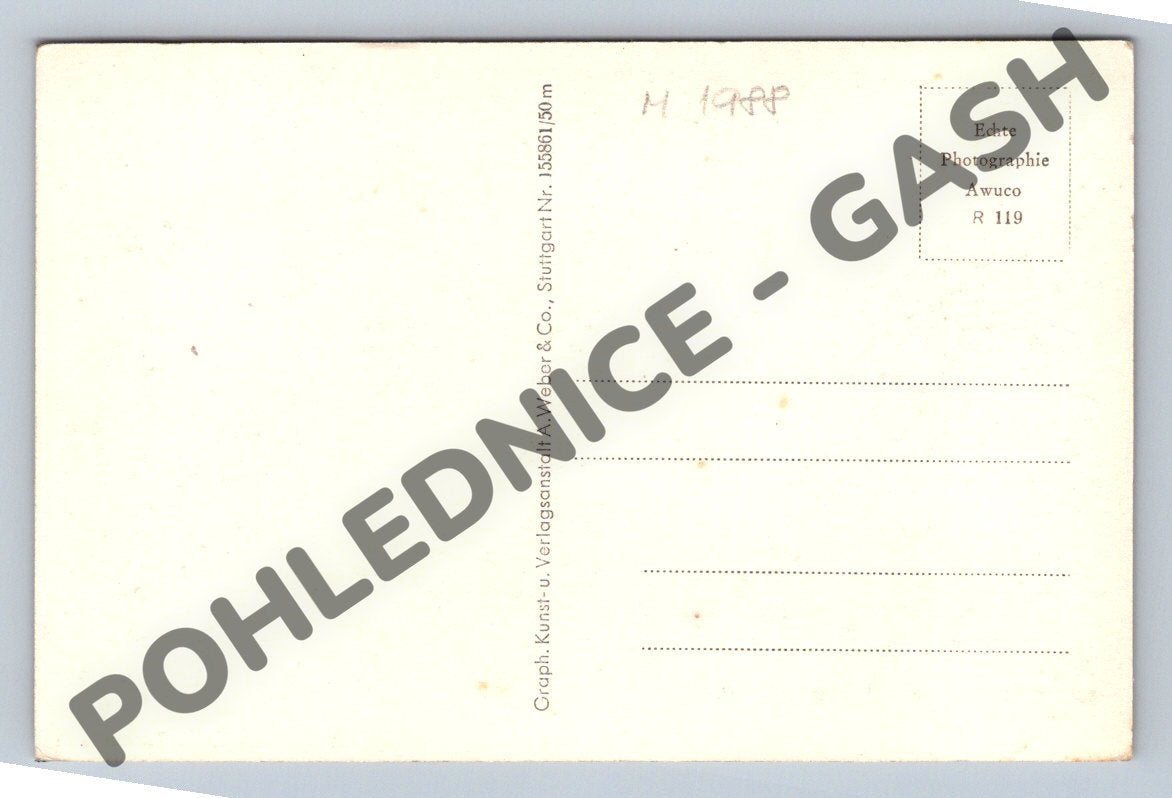 M 1988
Echte
Photographie
Awuco
R 119
Graph. Kunst- u. Verlagsanstalt A. Weber & Co., Stuttgart Nr. 155861/50 m
POHLEDNICE - GASH